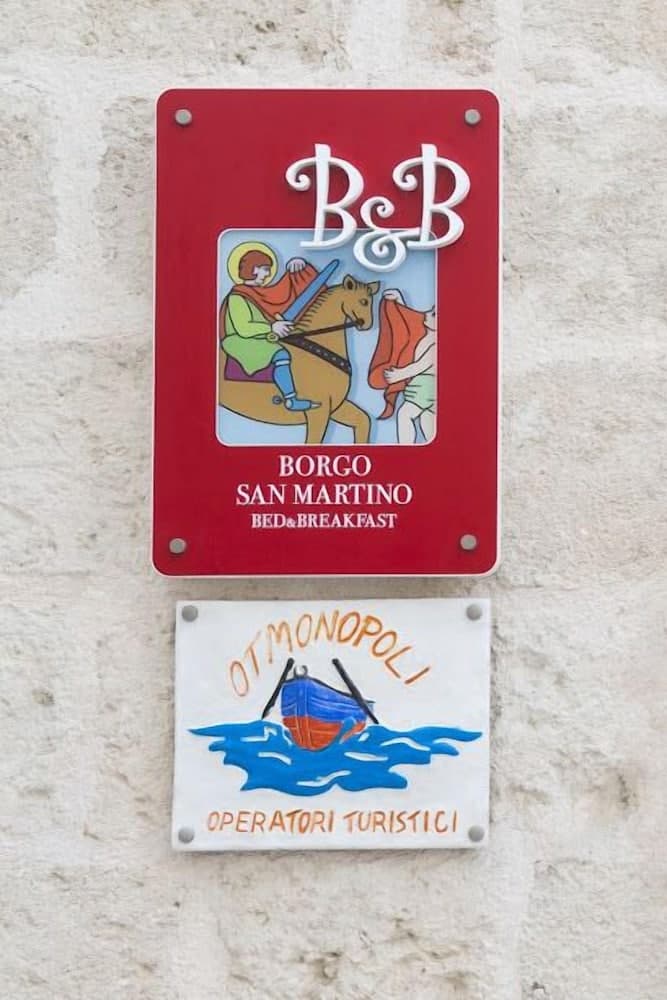 B&B
BORGO
SAN MARTINO
BED&BREAKFAST
OTMONOPOLI
OPERATORI TURISTICI